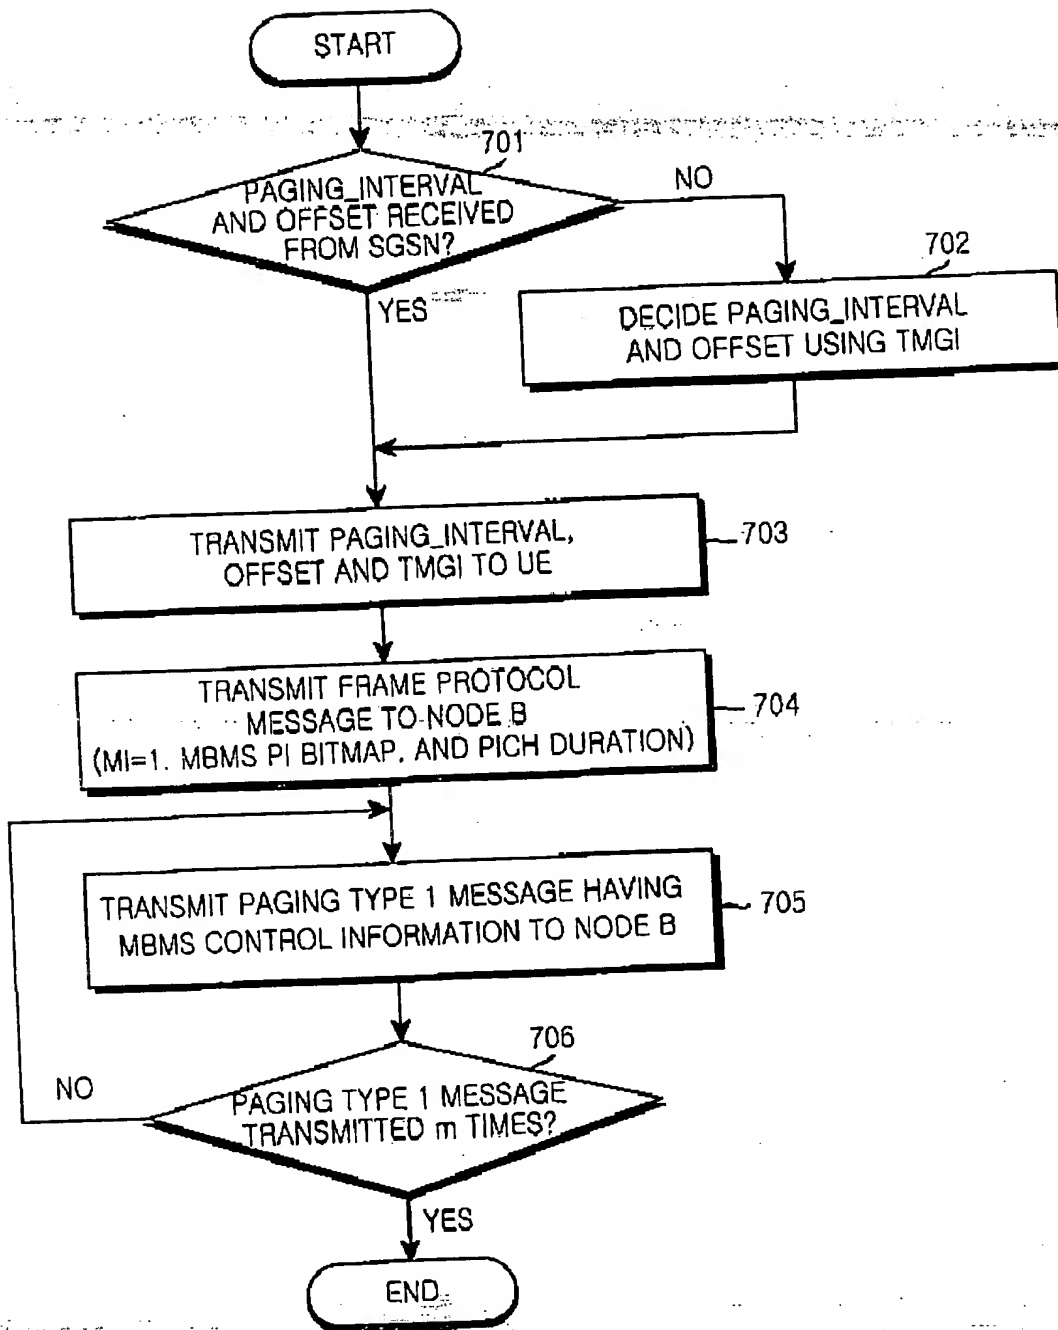 START
701
PAGING_INTERVAL
AND OFFSET RECEIVED
FROM SGSN?
NO
YES
702
DECIDE PAGING_INTERVAL
AND OFFSET USING TMGI
TRANSMIT PAGING_INTERVAL,
OFFSET AND TMGI TO UE
703
TRANSMIT FRAME PROTOCOL
MESSAGE TO NODE B
(MI=1. MBMS PI BITMAP, AND PICH DURATION)
704
TRANSMIT PAGING TYPE 1 MESSAGE HAVING
MBMS CONTROL INFORMATION TO NODE B
705
706
PAGING TYPE 1 MESSAGE
TRANSMITTED m TIMES?
NO
YES
END